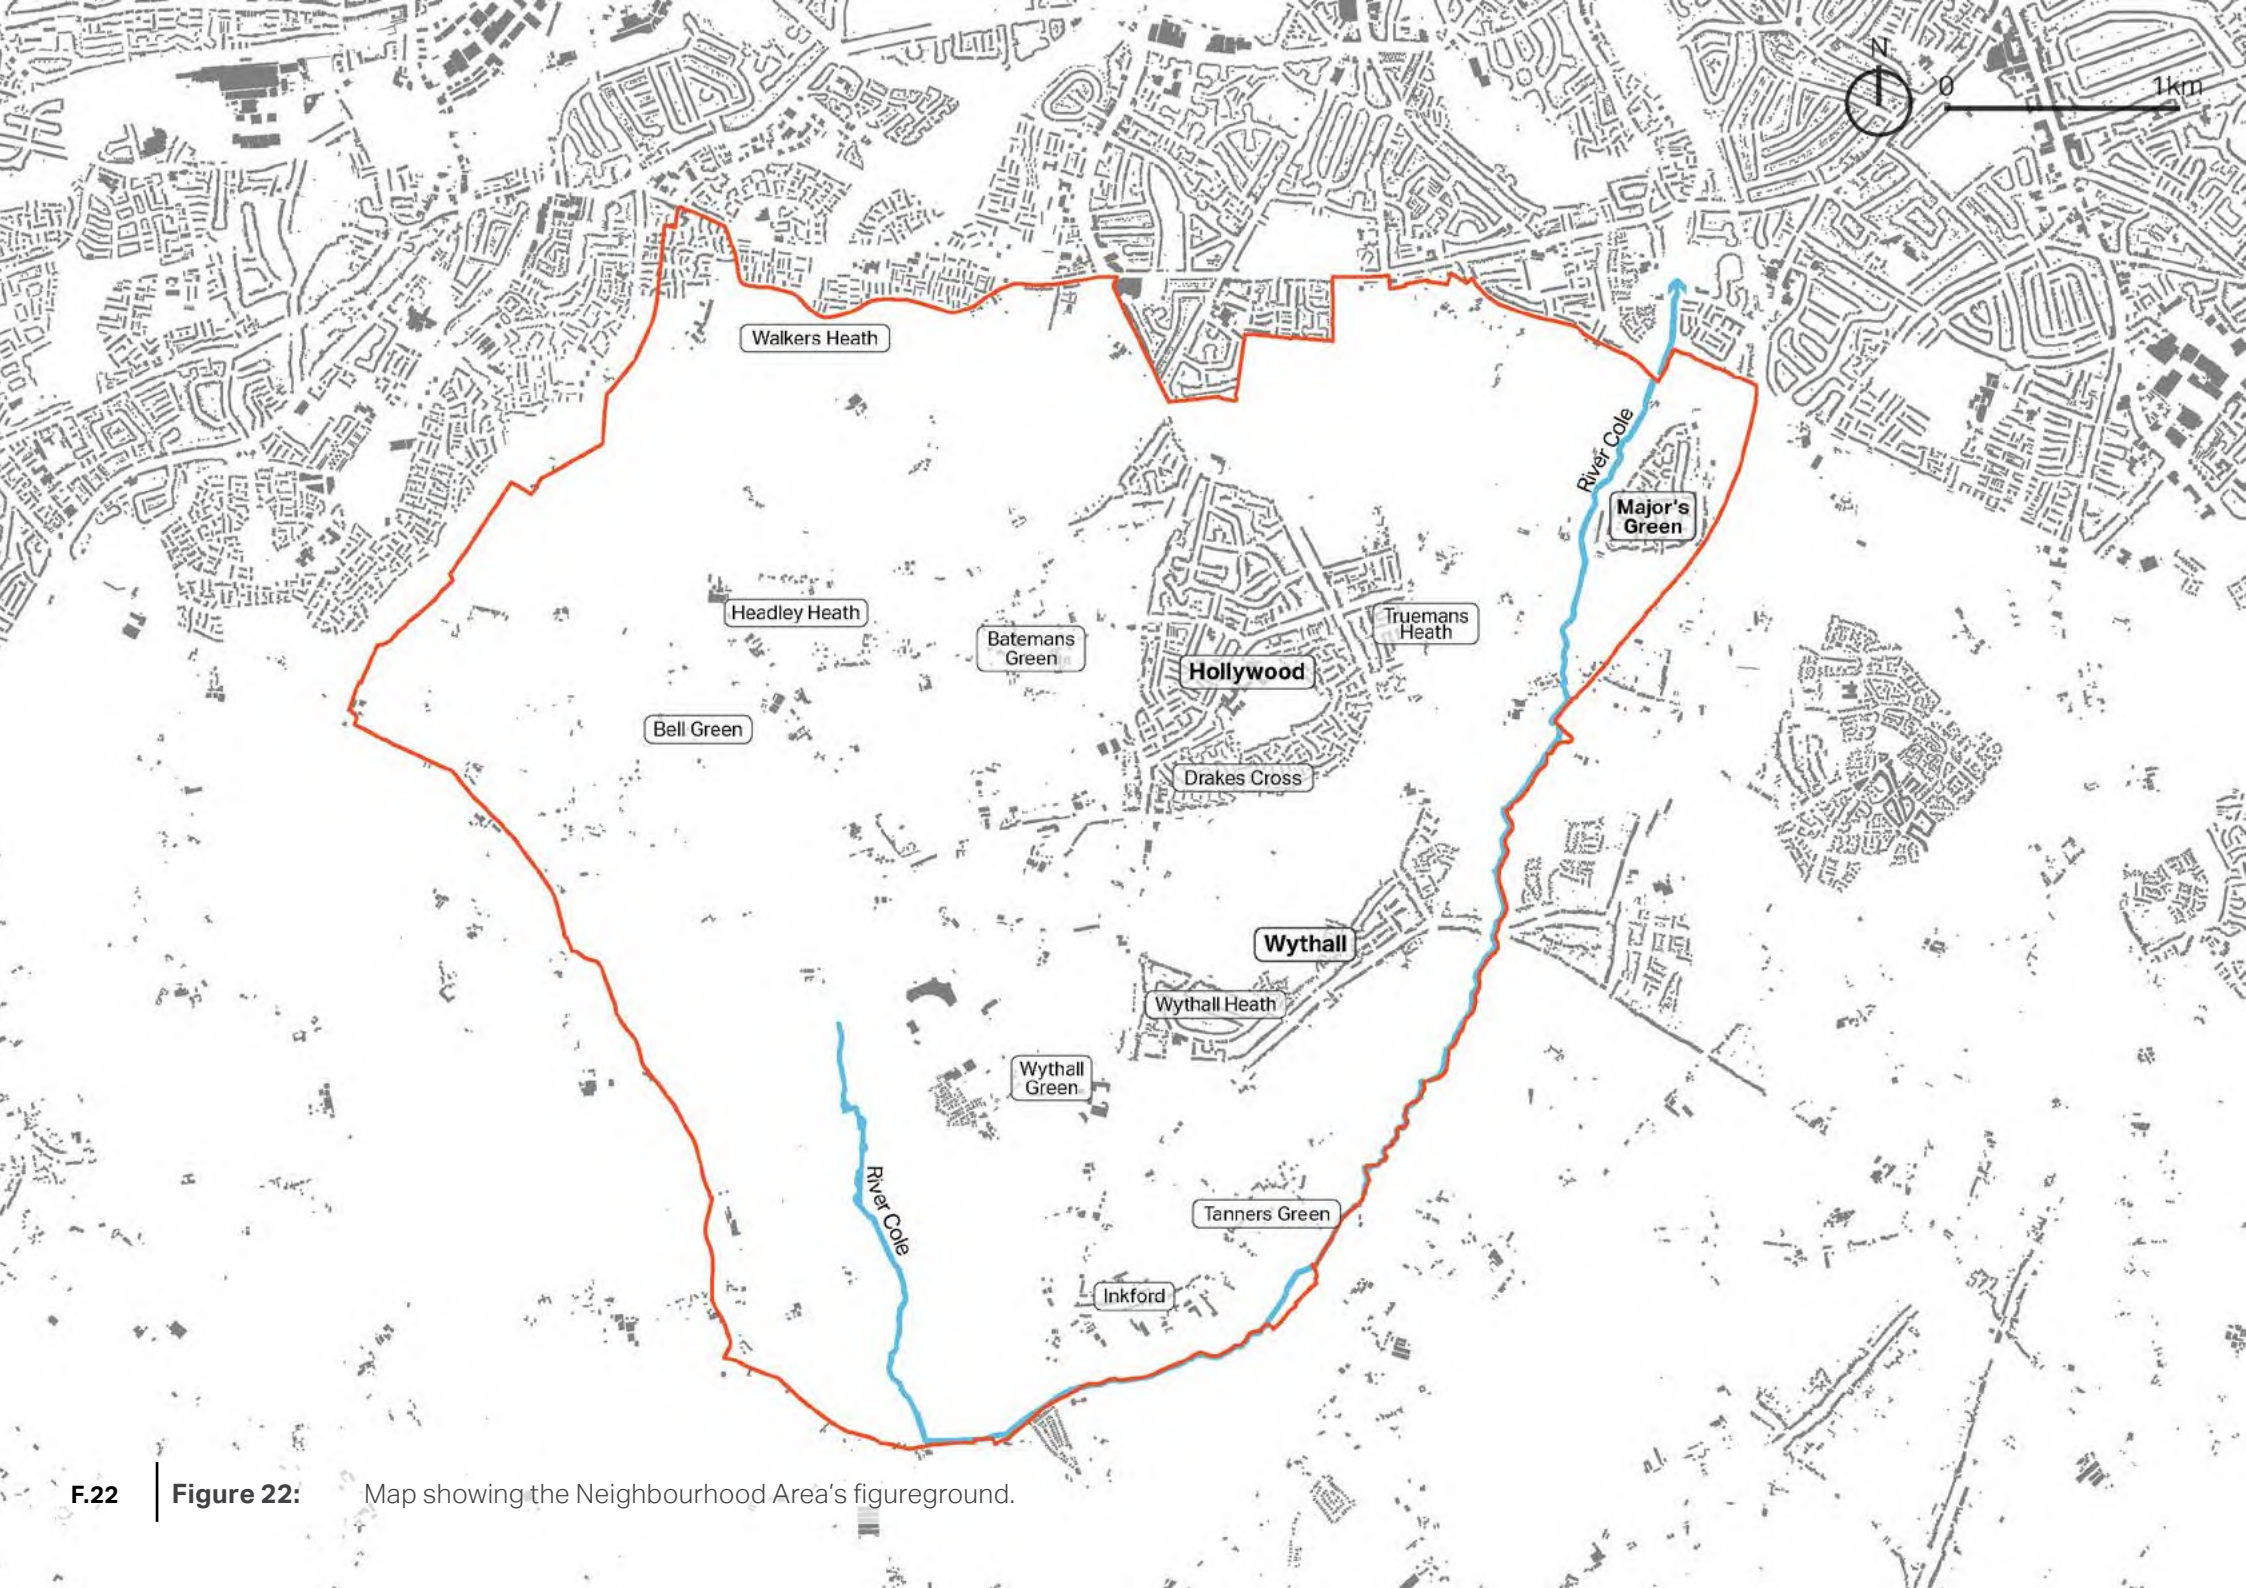 N
0 1km
Walkers Heath
River Cole
Major's
Green
Headley Heath
Batemans
Green
Truemans
Heath
Hollywood
Bell Green
Drakes Cross
Wythall
Wythall Heath
Wythall
Green
River Cole
Tanners Green
Inkford
F.22 Figure 22: Map showing the Neighbourhood Area’s figureground.